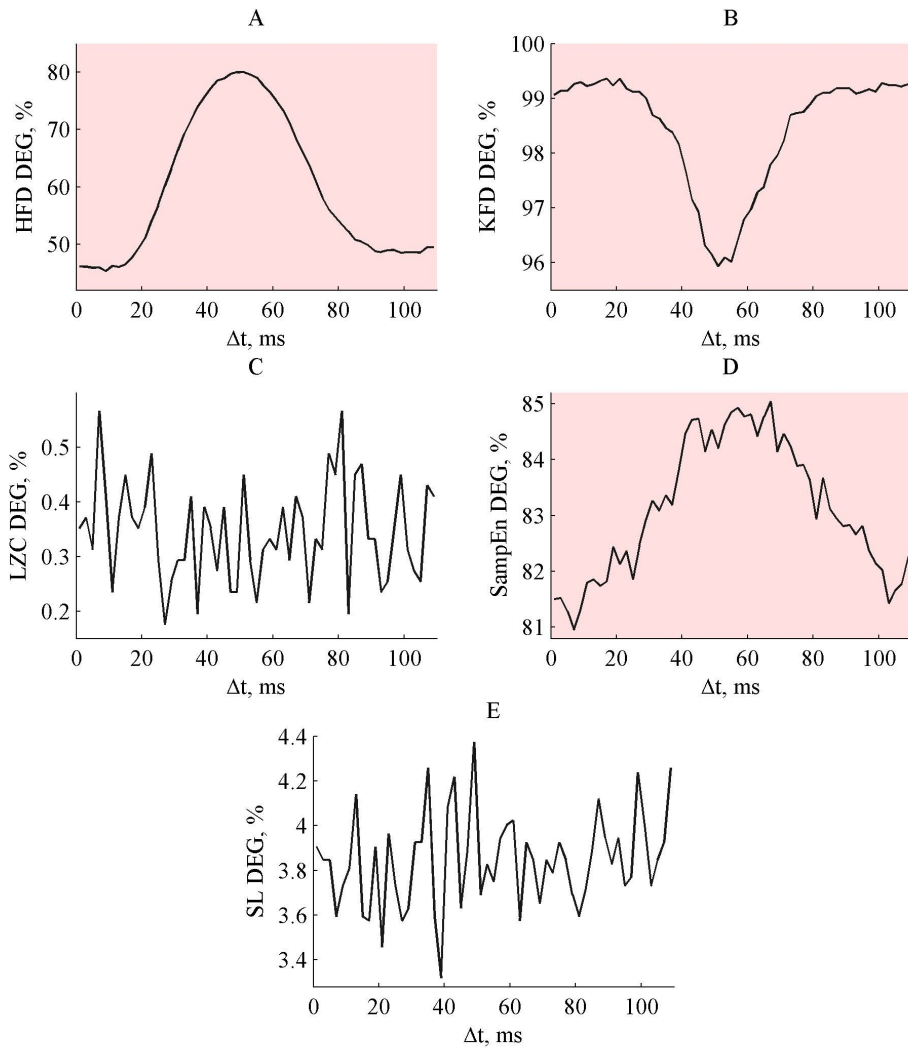 A
HFD DEG, %
80
70
60
50
0 20 40 60 80 100
Δt, ms
B
KFD DEG, %
100
99
98
97
96
0 20 40 60 80 100
Δt, ms
C
LZC DEG, %
0.5
0.4
0.3
0.2
0 20 40 60 80 100
Δt, ms
D
SampEn DEG, %
85
84
83
82
81
0 20 40 60 80 100
Δt, ms
E
SL DEG, %
4.4
4.2
4
3.8
3.6
3.4
0 20 40 60 80 100
Δt, ms